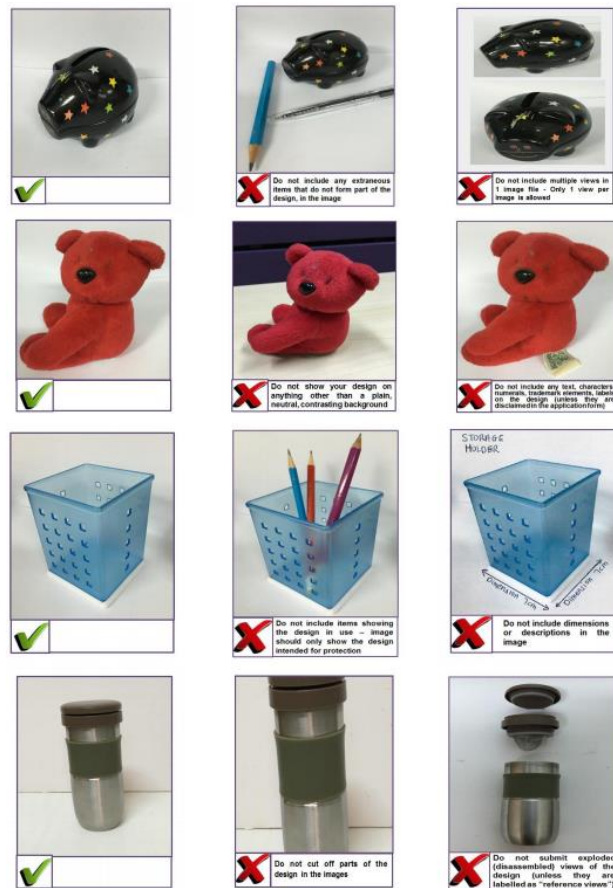 Do not include any extraneous
items that do not form part of the
design, in the image
Do not include multiple views in
1 image file - Only 1 view per
image is allowed
Do not show your design on
anything other than a plain,
neutral, contrasting background
Do not include any text, characters,
numerals, trademark elements, labels
on the design (unless they are
disclaimed in the application form)
STORAGE
HOLDER
Do not include items showing
the design in use – image
should only show the design
intended for protection
Do not include dimensions
or descriptions in the
image
Do not cut off parts of the
design in the images
Do not submit exploded
(disassembled) views of the
design (unless they are
labelled as "reference views")